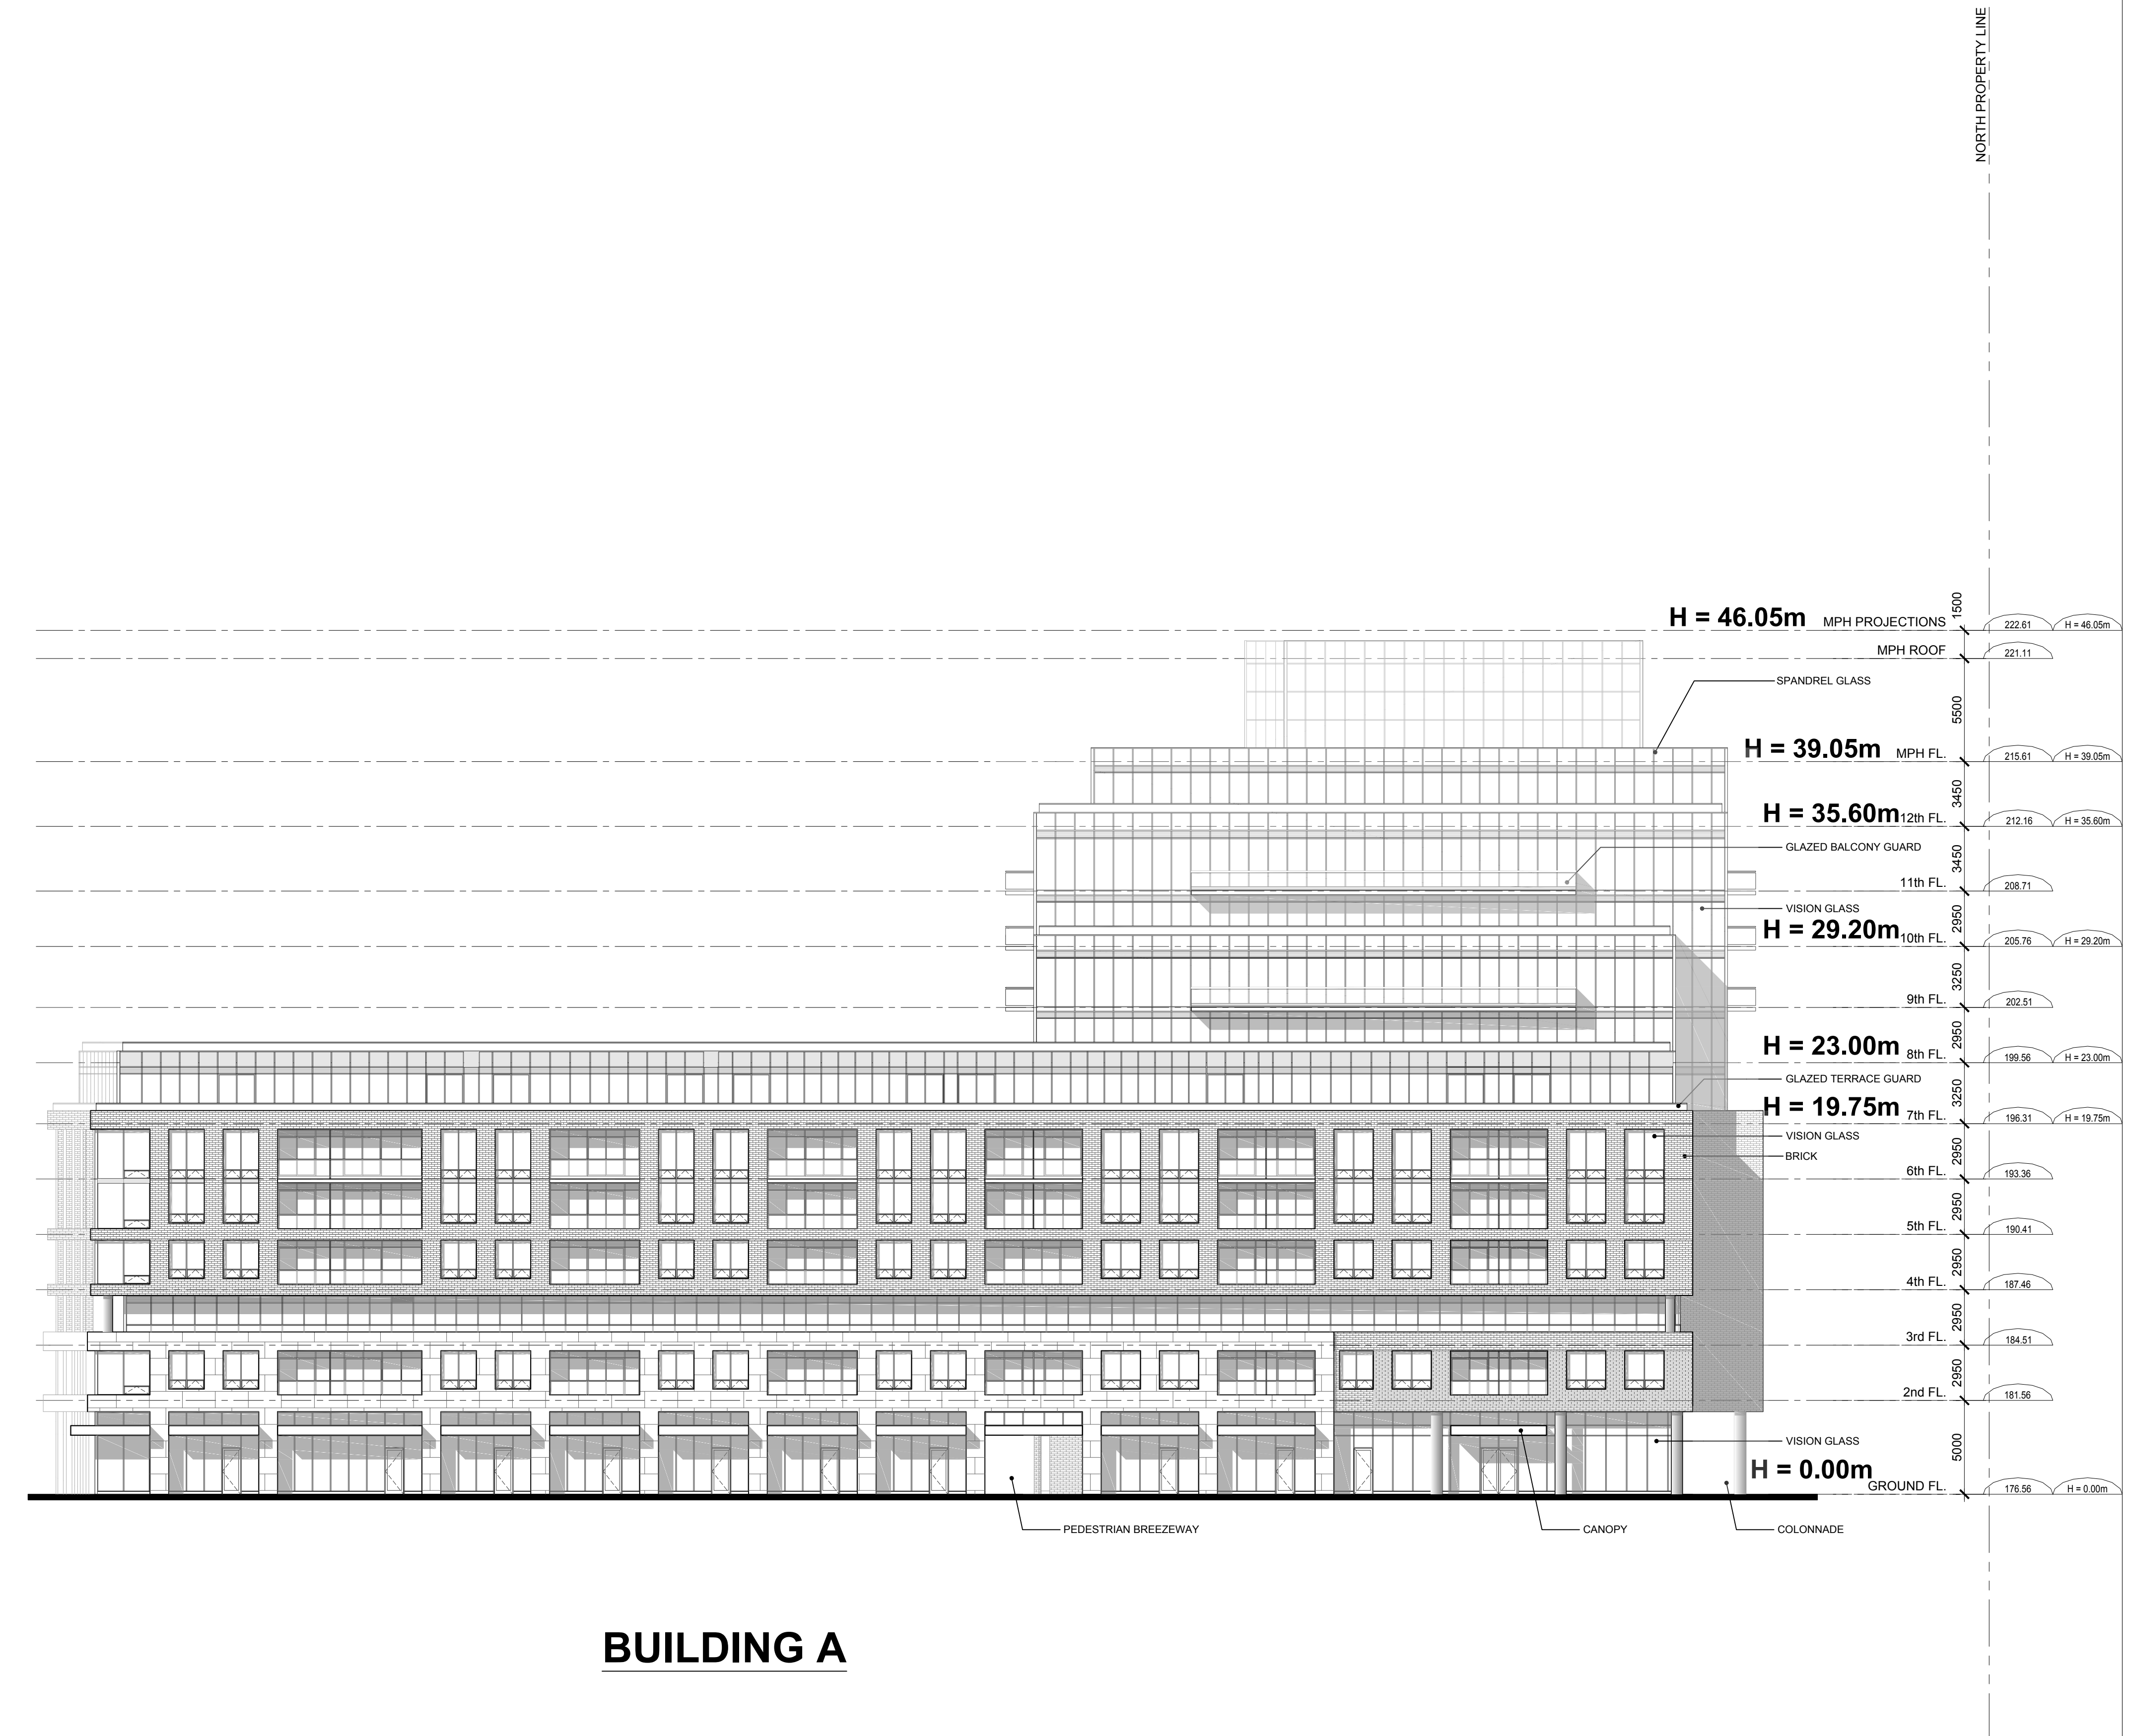 NORTH PROPERTY LINE
1500
H = 46.05m MPH PROJECTIONS 222.61 H = 46.05m
MPH ROOF 221.11
SPANDREL GLASS
5500
H = 39.05m MPH FL. 215.61 H = 39.05m
3450
H = 35.60m 12th FL. 212.16 H = 35.60m
GLAZED BALCONY GUARD
3450
11th FL. 208.71
VISION GLASS
2950
H = 29.20m 10th FL. 205.76 H = 29.20m
3250
9th FL. 202.51
2950
H = 23.00m 8th FL. 199.56 H = 23.00m
GLAZED TERRACE GUARD
3250
H = 19.75m 7th FL. 196.31 H = 19.75m
VISION GLASS
BRICK
2950
6th FL. 193.36
2950
5th FL. 190.41
2950
4th FL. 187.46
2950
3rd FL. 184.51
2950
2nd FL. 181.56
VISION GLASS
5000
H = 0.00m
GROUND FL. 176.56 H = 0.00m
PEDESTRIAN BREEZEWAY
CANOPY
COLONNADE
BUILDING A